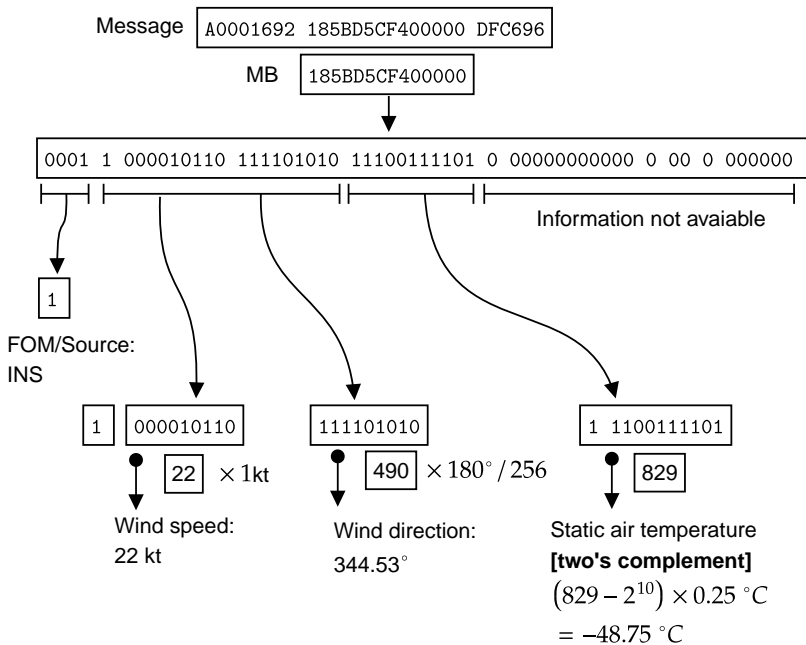 Message A0001692 185BD5CF400000 DFC696
MB 185BD5CF400000
0001 1 000010110 111101010 11100111101 0 00000000000 0 00 0 000000
Information not avaiable
1
FOM/Source:
INS
1 000010110 111101010 1 1100111101
22 × 1kt 490 × 180° / 256 829
Wind speed:
22 kt
Wind direction:
344.53°
Static air temperature
[two's complement]
(829 − 2¹⁰) × 0.25 °C
= −48.75 °C